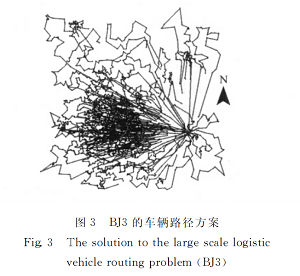 N
图 3 BJ3 的车辆路径方案
Fig. 3 The solution to the large scale logistic
vehicle routing problem (BJ3)